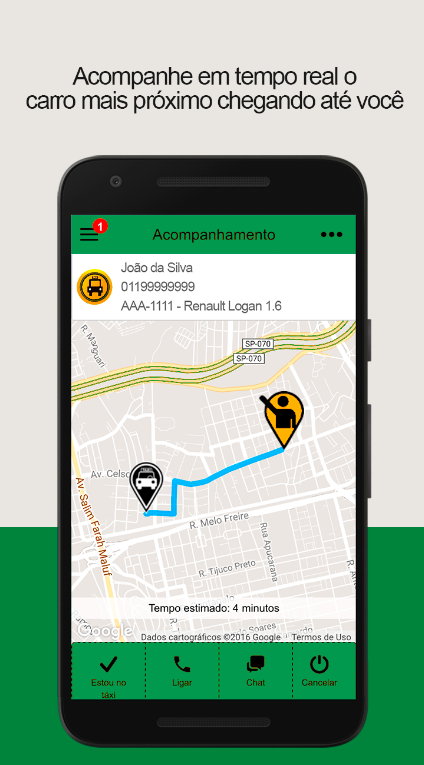 Acompanhe em tempo real o
carro mais próximo chegando até você
1
Acompanhamento
João da Silva
01199999999
AAA-1111 - Renault Logan 1.6
R. Manguari
SP-070
SP-070
Av. Celso
TAXI
Av. Salim Farah Maluf
R. Melo Freire
Rua Apucarana
R. Tijuco Preto
Tempo estimado: 4 minutos
Soares
Google
Dados cartográficos ©2016 Google
Termos de Uso
Estou no
táxi
Ligar
Chat
Cancelar